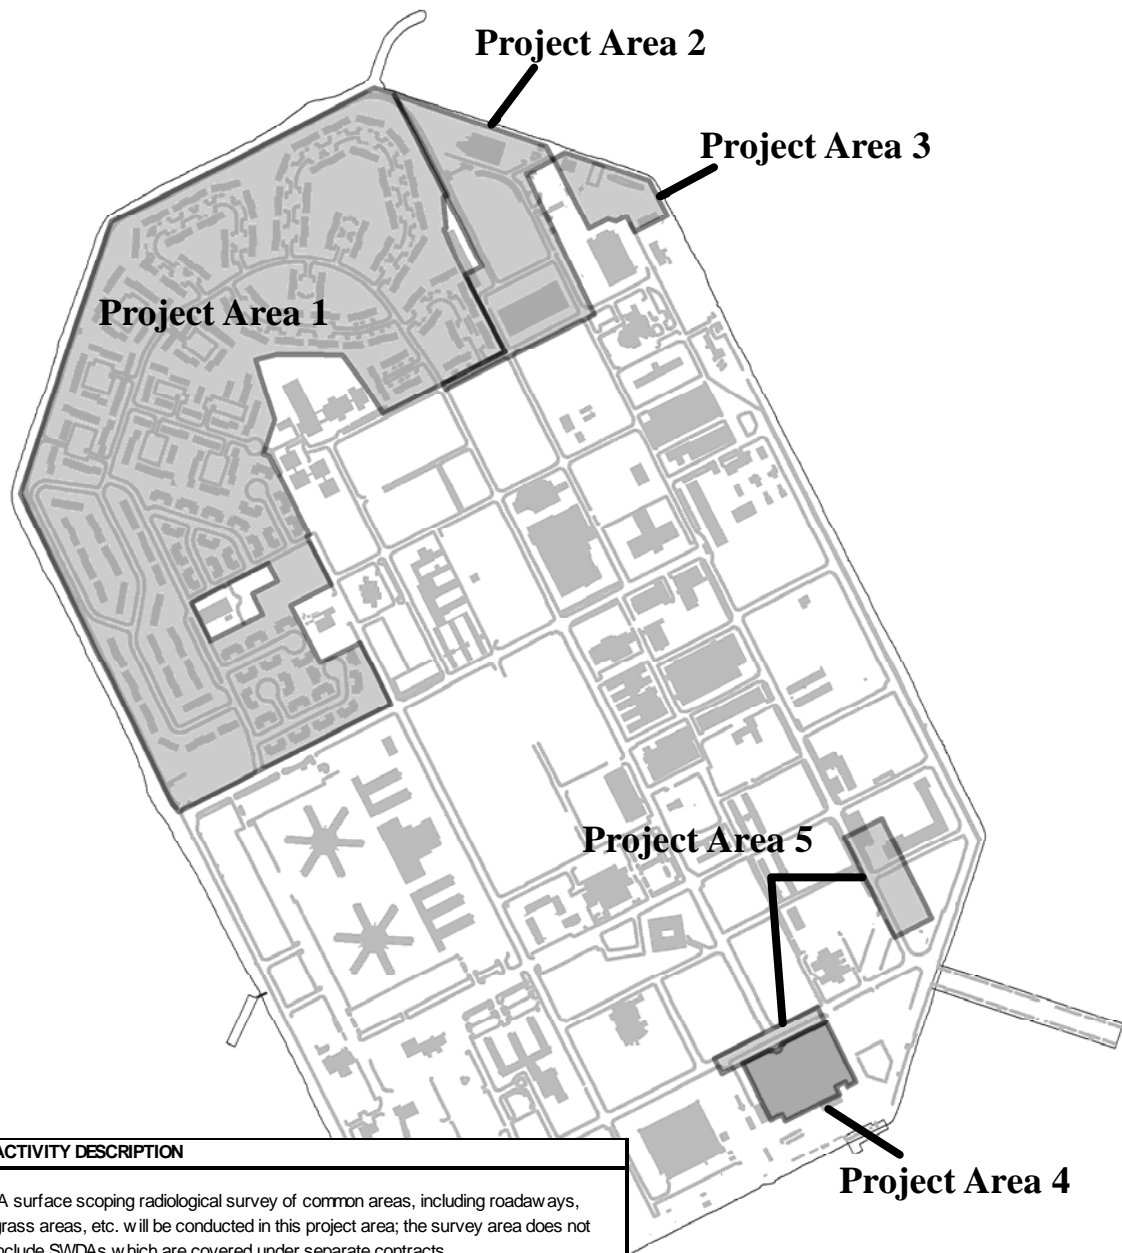 Project Area 2
Project Area 3
Project Area 1
Project Area 5
Project Area 4
ACTIVITY DESCRIPTION
A surface scoping radiological survey of common areas, including roadways,
grass areas, etc. will be conducted in this project area; the survey area does not
include SWDAs which are covered under separate contracts.